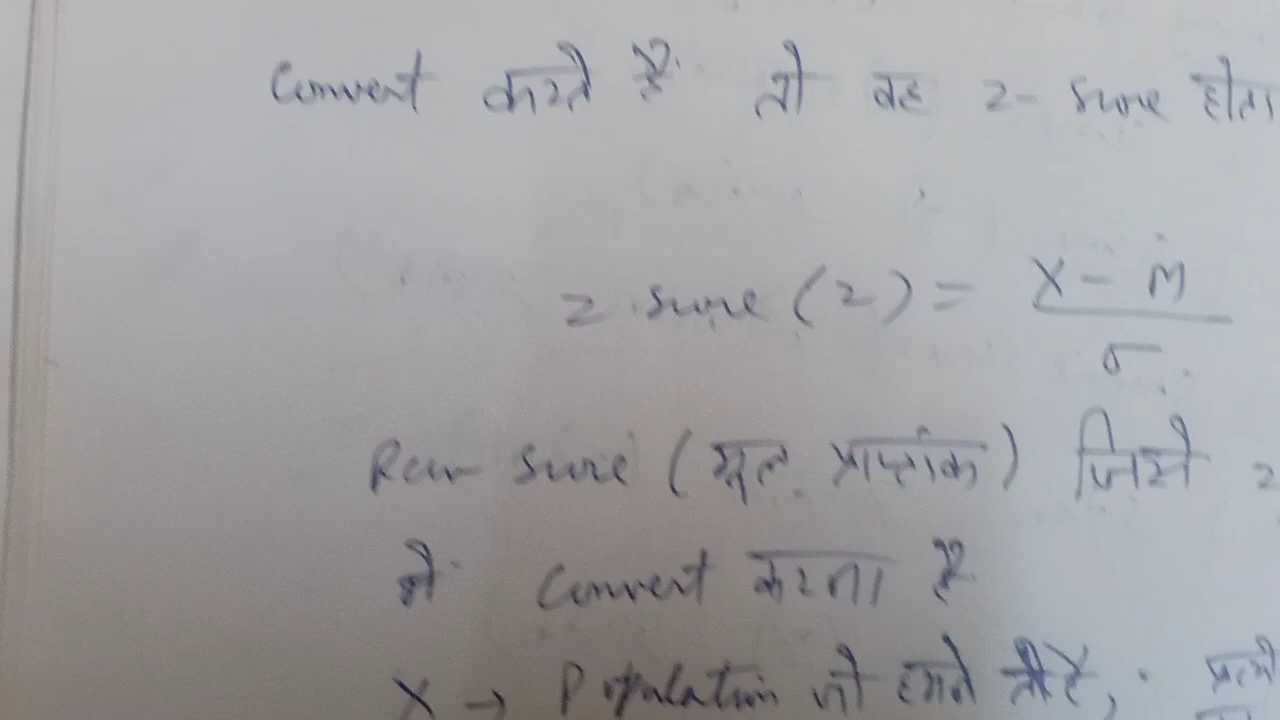 Convert करते हैं तो वह z- Score होता
z. Score (z) = X - M / σ
Raw Score (मूल प्राप्तांक) जिसे z
में Convert करना है
X → Population जो हमने